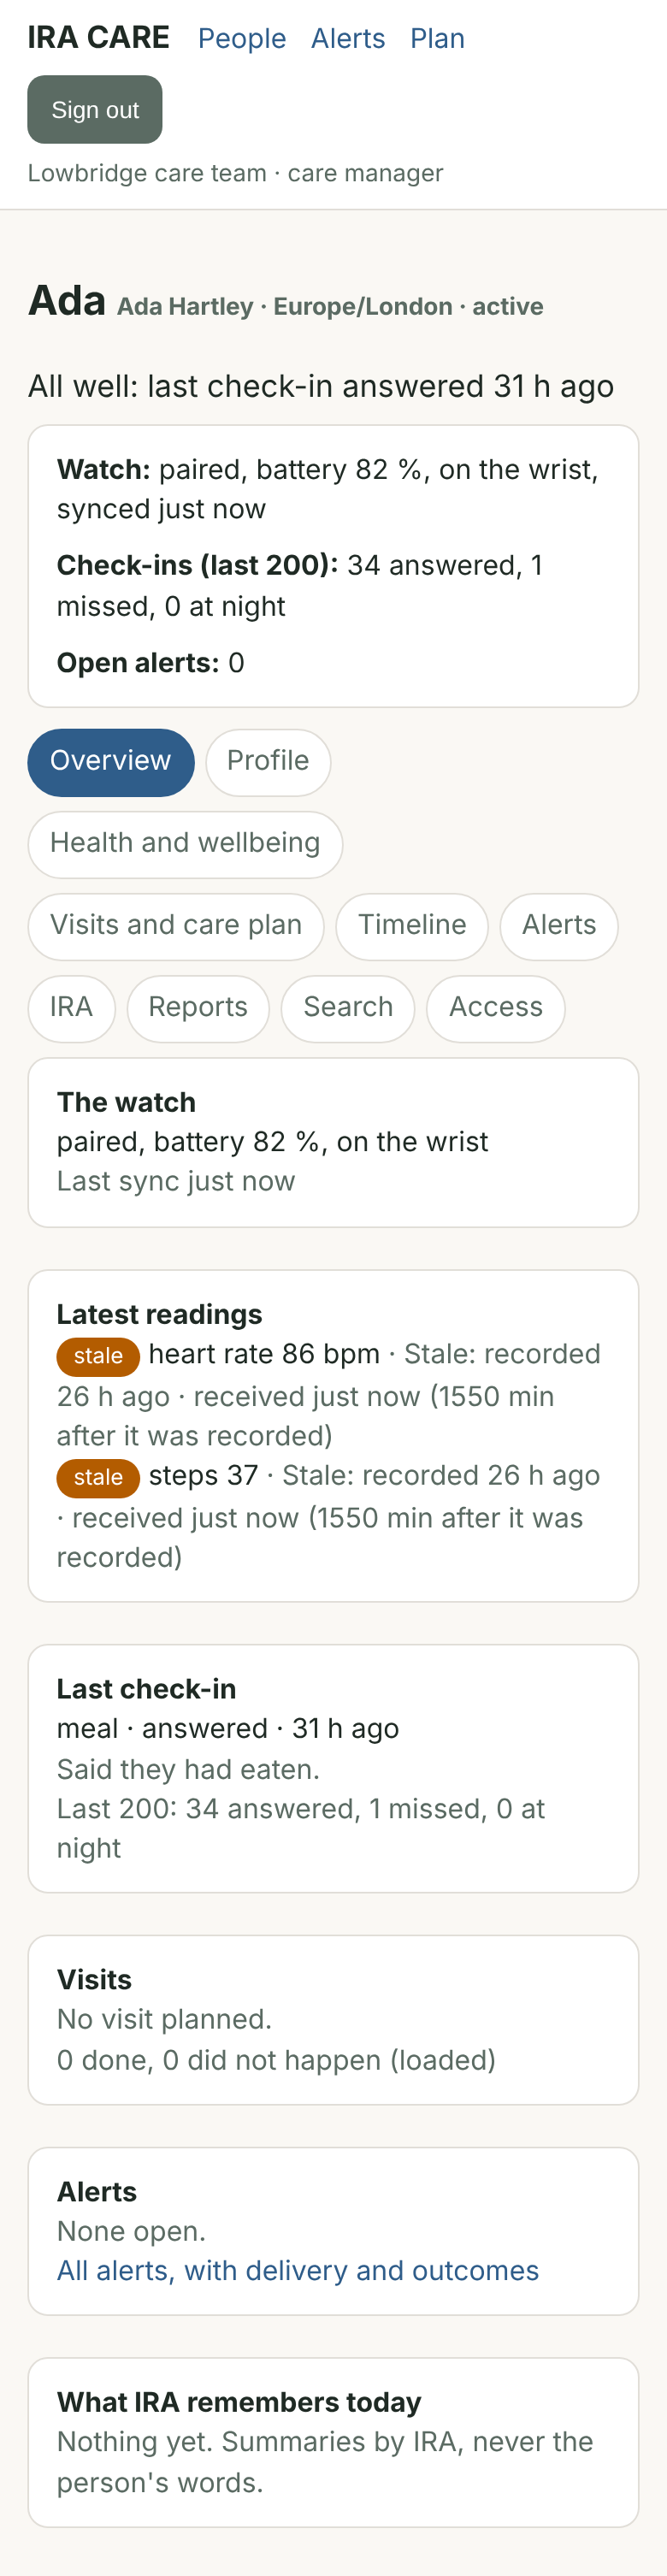 IRA CARE People Alerts Plan
Sign out
Lowbridge care team · care manager
Ada Ada Hartley · Europe/London · active
All well: last check-in answered 31 h ago
Watch: paired, battery 82 %, on the wrist,
synced just now
Check-ins (last 200): 34 answered, 1
missed, 0 at night
Open alerts: 0
Overview Profile
Health and wellbeing
Visits and care plan Timeline Alerts
IRA Reports Search Access
The watch
paired, battery 82 %, on the wrist
Last sync just now
Latest readings
stale heart rate 86 bpm · Stale: recorded
26 h ago · received just now (1550 min
after it was recorded)
stale steps 37 · Stale: recorded 26 h ago
· received just now (1550 min after it was
recorded)
Last check-in
meal · answered · 31 h ago
Said they had eaten.
Last 200: 34 answered, 1 missed, 0 at
night
Visits
No visit planned.
0 done, 0 did not happen (loaded)
Alerts
None open.
All alerts, with delivery and outcomes
What IRA remembers today
Nothing yet. Summaries by IRA, never the
person's words.